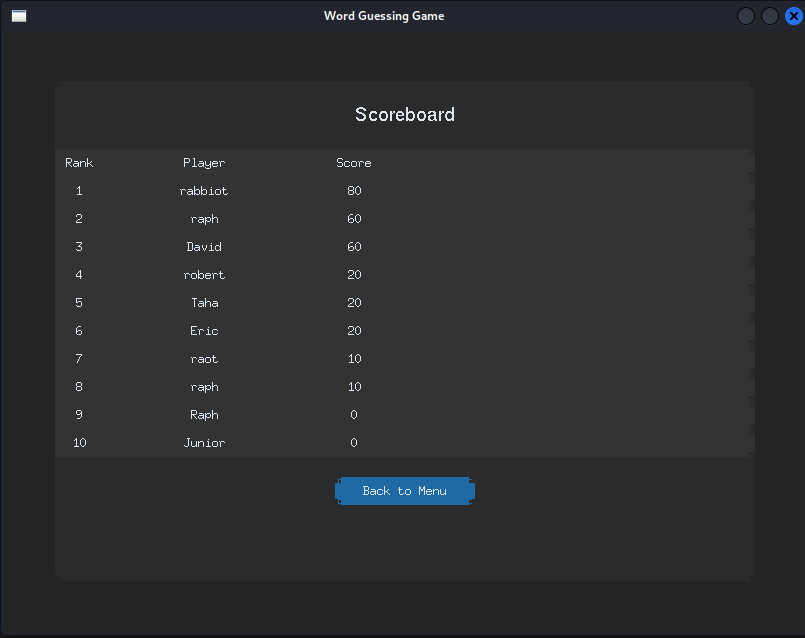 Word Guessing Game
Scoreboard
Rank Player Score
1 rabbiot 80
2 raph 60
3 David 60
4 robert 20
5 Taha 20
6 Eric 20
7 raot 10
8 raph 10
9 Raph 0
10 Junior 0
Back to Menu